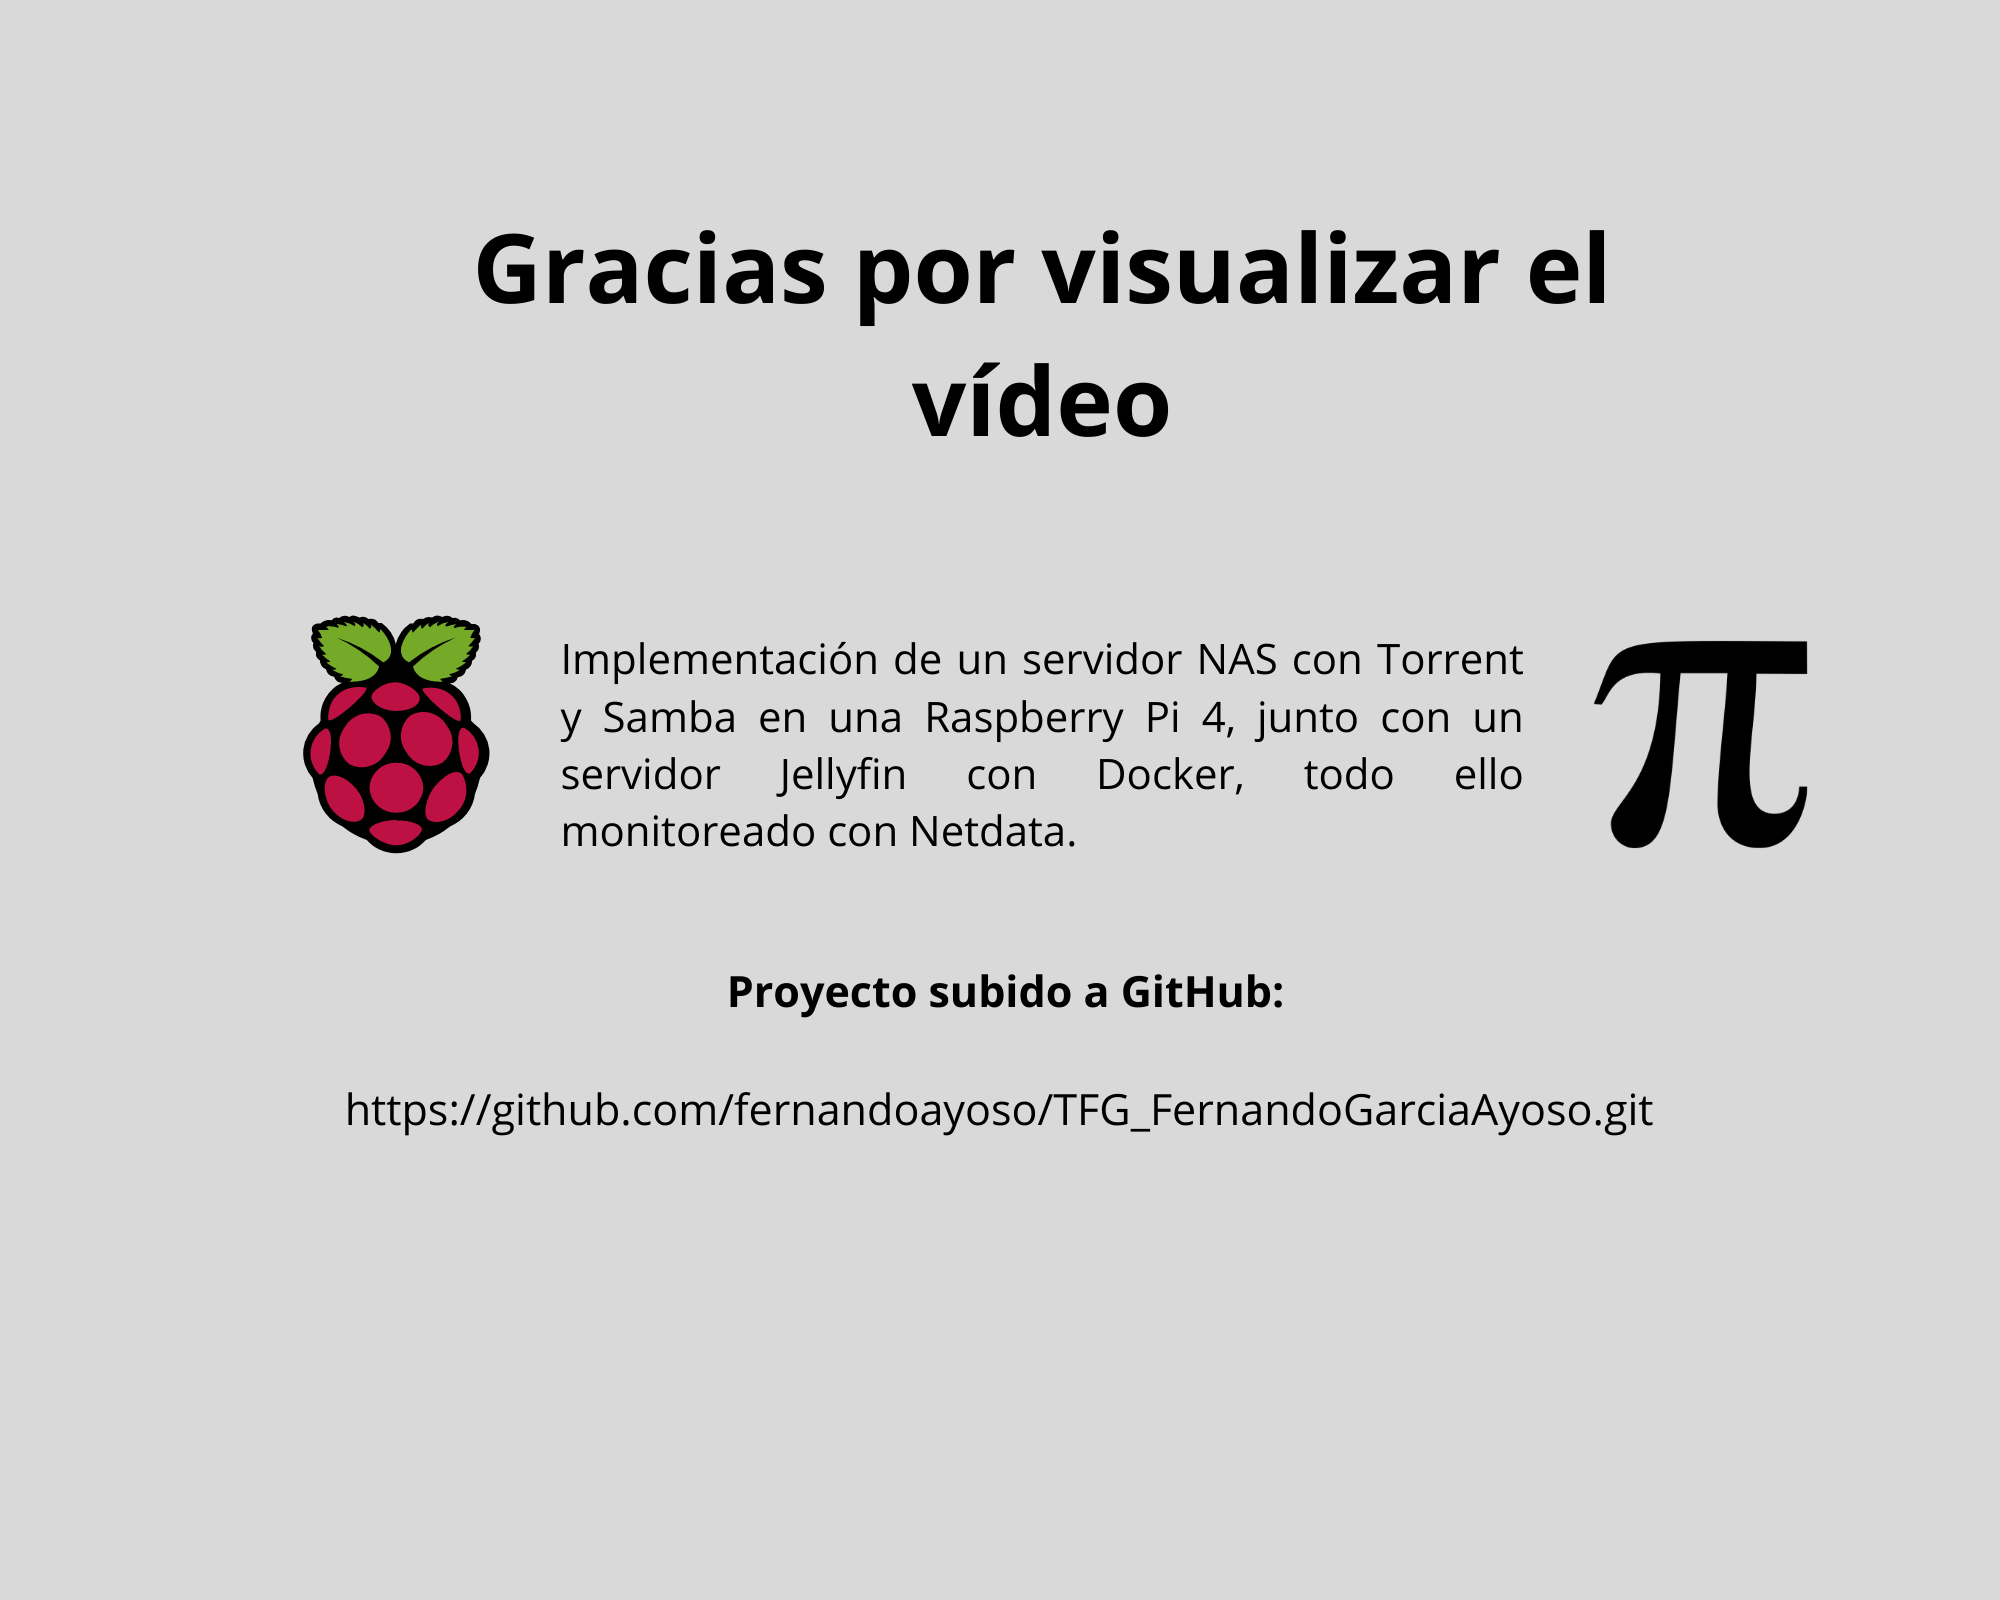 Gracias por visualizar el
vídeo
Implementación de un servidor NAS con Torrent
y Samba en una Raspberry Pi 4, junto con un
servidor Jellyfin con Docker, todo ello
monitoreado con Netdata.
π
Proyecto subido a GitHub:
https://github.com/fernandoayoso/TFG_FernandoGarciaAyoso.git